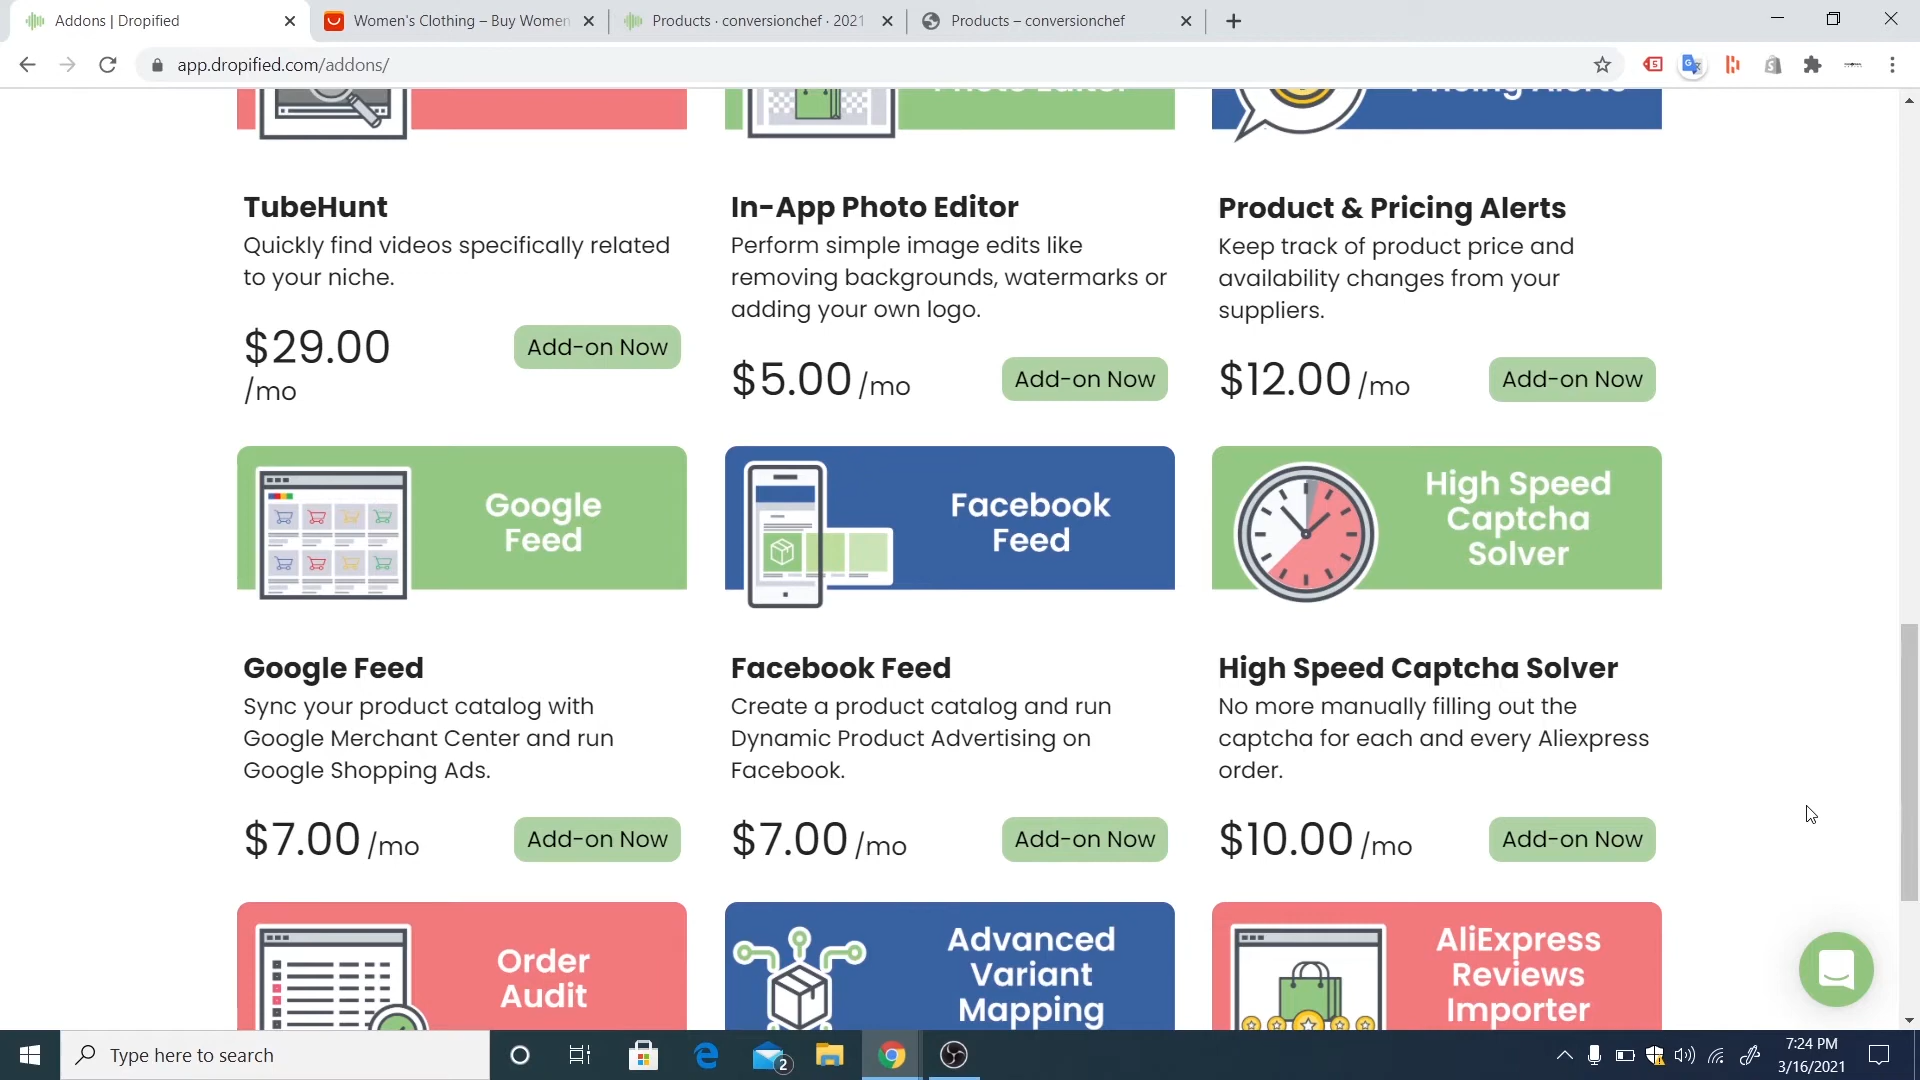 Addons | Dropified
Women's Clothing – Buy Women
Products · conversionchef · 2021
Products – conversionchef
app.dropified.com/addons/
Photo Editor
Pricing Alerts
TubeHunt
Quickly find videos specifically related
to your niche.
$29.00
/mo
Add-on Now
In-App Photo Editor
Perform simple image edits like
removing backgrounds, watermarks or
adding your own logo.
$5.00 /mo
Add-on Now
Product & Pricing Alerts
Keep track of product price and
availability changes from your
suppliers.
$12.00 /mo
Add-on Now
Google
Feed
Facebook
Feed
High Speed
Captcha
Solver
Google Feed
Sync your product catalog with
Google Merchant Center and run
Google Shopping Ads.
$7.00 /mo
Add-on Now
Facebook Feed
Create a product catalog and run
Dynamic Product Advertising on
Facebook.
$7.00 /mo
Add-on Now
High Speed Captcha Solver
No more manually filling out the
captcha for each and every Aliexpress
order.
$10.00 /mo
Add-on Now
Order
Audit
Advanced
Variant
Mapping
AliExpress
Reviews
Importer
Type here to search
2
7:24 PM
3/16/2021